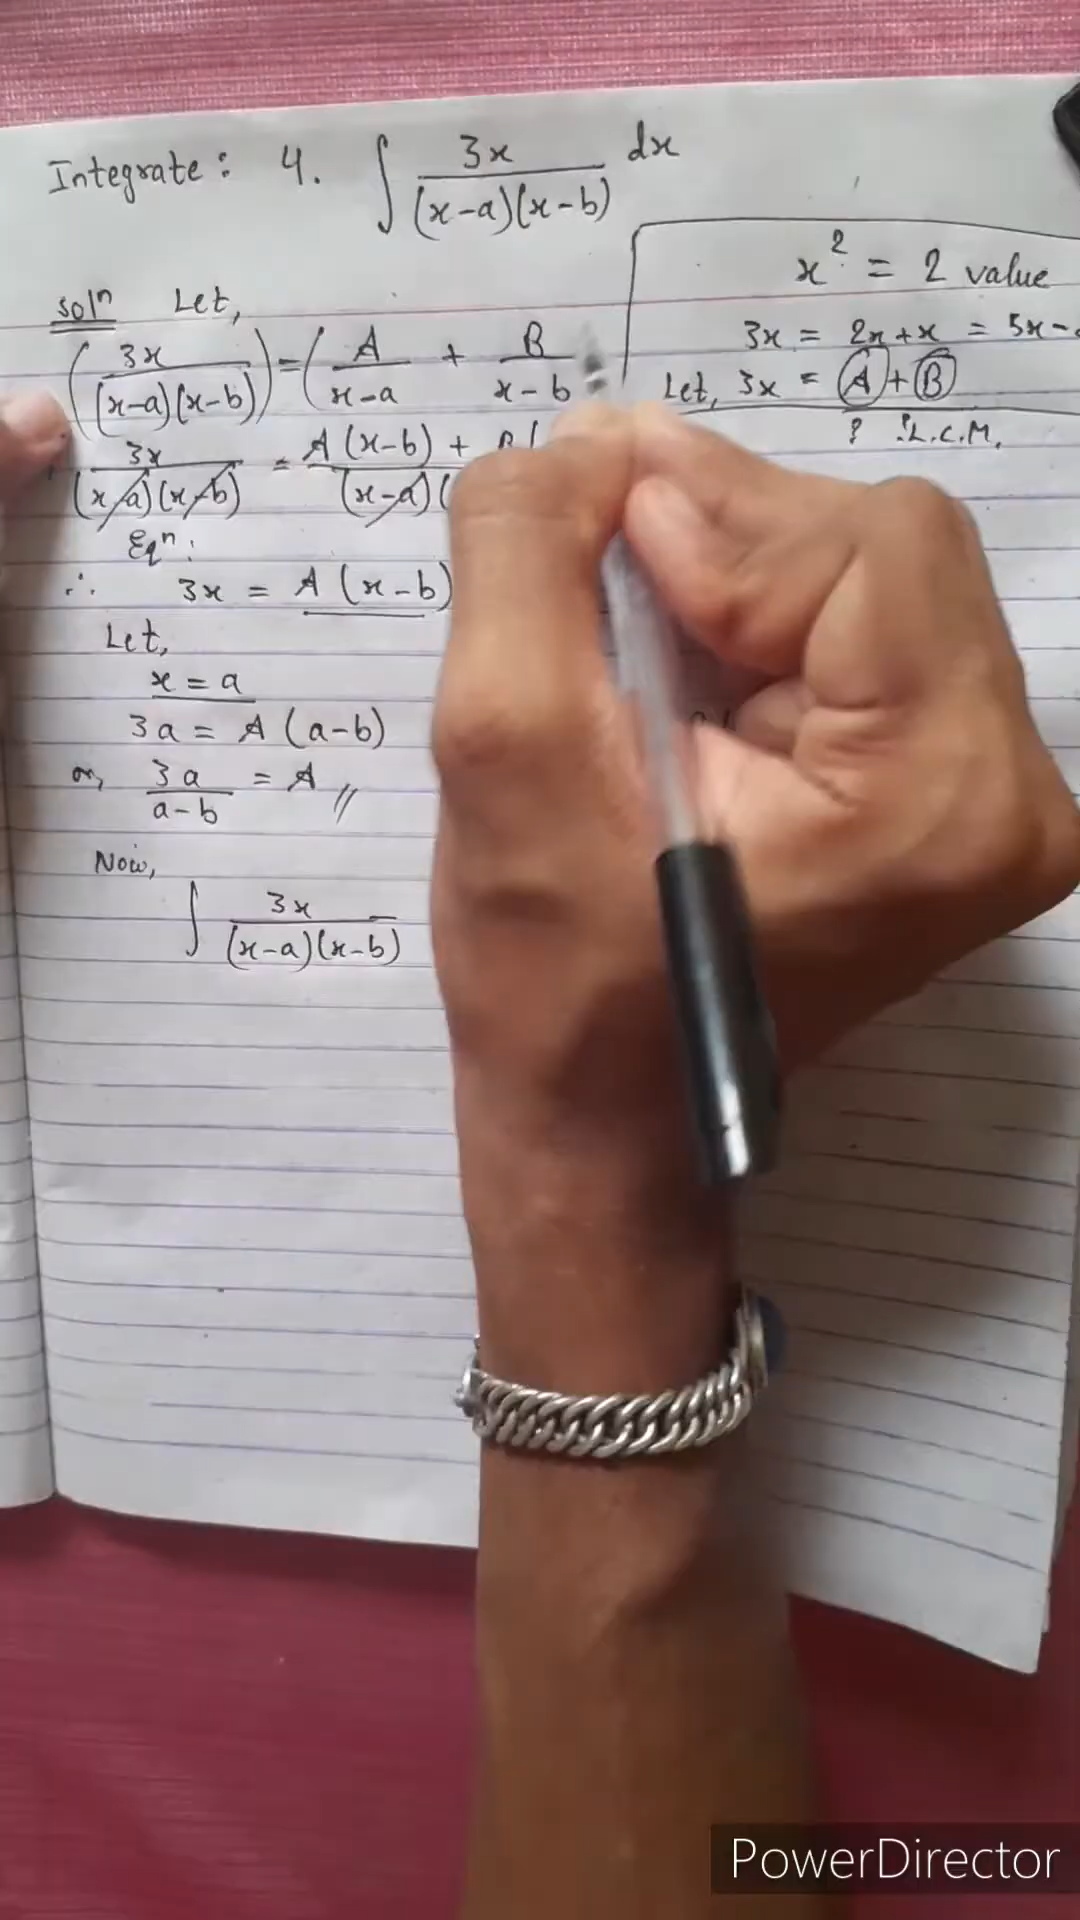 Integrate: 4. ∫ 3x / (x-a)(x-b) dx
x² = 2 value
3x = 2x+x = 5x-
Let, 3x = A + B
? ? L.C.M.
Solⁿ Let,
(3x / (x-a)(x-b)) = (A / x-a + B / x-b
3x / (x-a)(x-b) = A(x-b) + B( / (x-a)(
Eqⁿ:
∴ 3x = A(x-b)
Let,
x = a
3a = A(a-b)
or, 3a / a-b = A //
Now,
∫ 3x / (x-a)(x-b)
PowerDirector